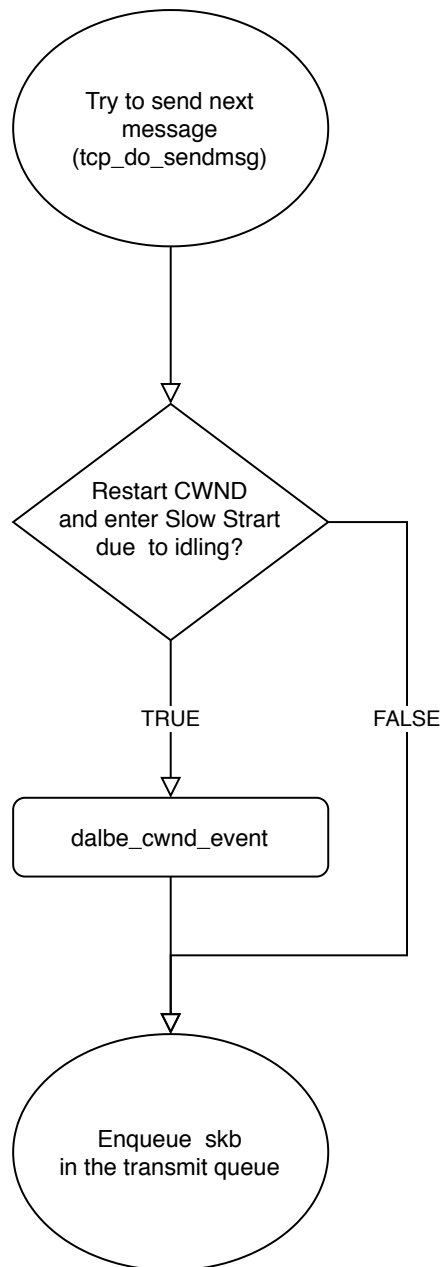 Try to send next
message
(tcp_do_sendmsg)
Restart CWND
and enter Slow Strart
due  to idling?
TRUE
FALSE
dalbe_cwnd_event
Enqueue  skb
in the transmit queue